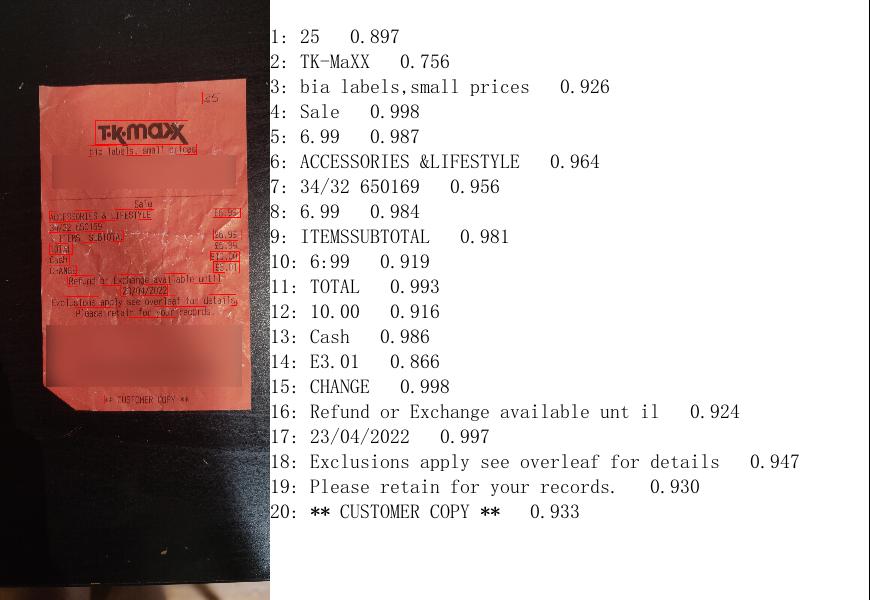 25
T·K·maxx
big labels, small prices
Sale
ACCESSORIES & LIFESTYLE £6.99
34/32 650169
ITEMS SUBTOTAL £6.99
TOTAL £6.99
Cash £10.00
CHANGE £3.01
Refund or Exchange available until
23/04/2022
Exclusions apply see overleaf for details
Please retain for your records.
** CUSTOMER COPY **
1: 25 0.897
2: TK-MaXX 0.756
3: bia labels,small prices 0.926
4: Sale 0.998
5: 6.99 0.987
6: ACCESSORIES &LIFESTYLE 0.964
7: 34/32 650169 0.956
8: 6.99 0.984
9: ITEMSSUBTOTAL 0.981
10: 6:99 0.919
11: TOTAL 0.993
12: 10.00 0.916
13: Cash 0.986
14: E3.01 0.866
15: CHANGE 0.998
16: Refund or Exchange available unt il 0.924
17: 23/04/2022 0.997
18: Exclusions apply see overleaf for details 0.947
19: Please retain for your records. 0.930
20: ** CUSTOMER COPY ** 0.933